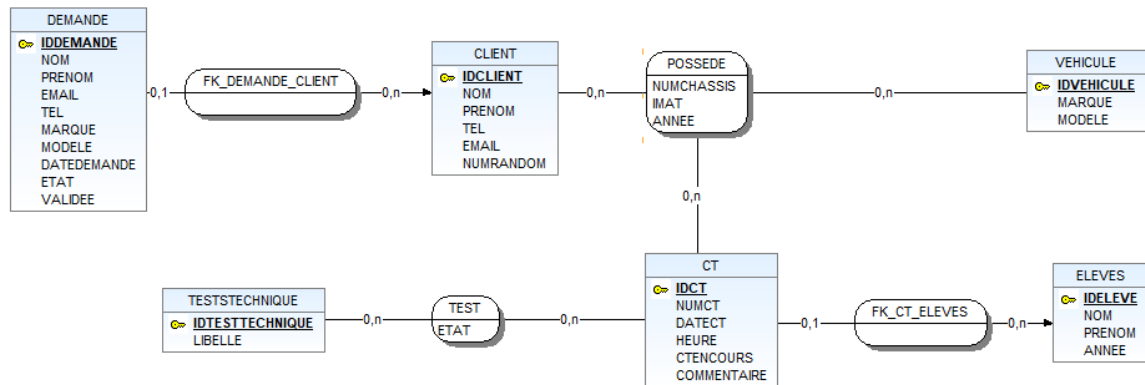 DEMANDE
IDDEMANDE
NOM
PRENOM
EMAIL
TEL
MARQUE
MODELE
DATEDEMANDE
ETAT
VALIDEE
0,1
FK_DEMANDE_CLIENT
0,n
CLIENT
IDCLIENT
NOM
PRENOM
TEL
EMAIL
NUMRANDOM
0,n
POSSEDE
NUMCHASSIS
IMAT
ANNEE
0,n
VEHICULE
IDVEHICULE
MARQUE
MODELE
0,n
TESTSTECHNIQUE
IDTESTTECHNIQUE
LIBELLE
0,n
TEST
ETAT
0,n
CT
IDCT
NUMCT
DATECT
HEURE
CTENCOURS
COMMENTAIRE
0,1
FK_CT_ELEVES
0,n
ELEVES
IDELEVE
NOM
PRENOM
ANNEE